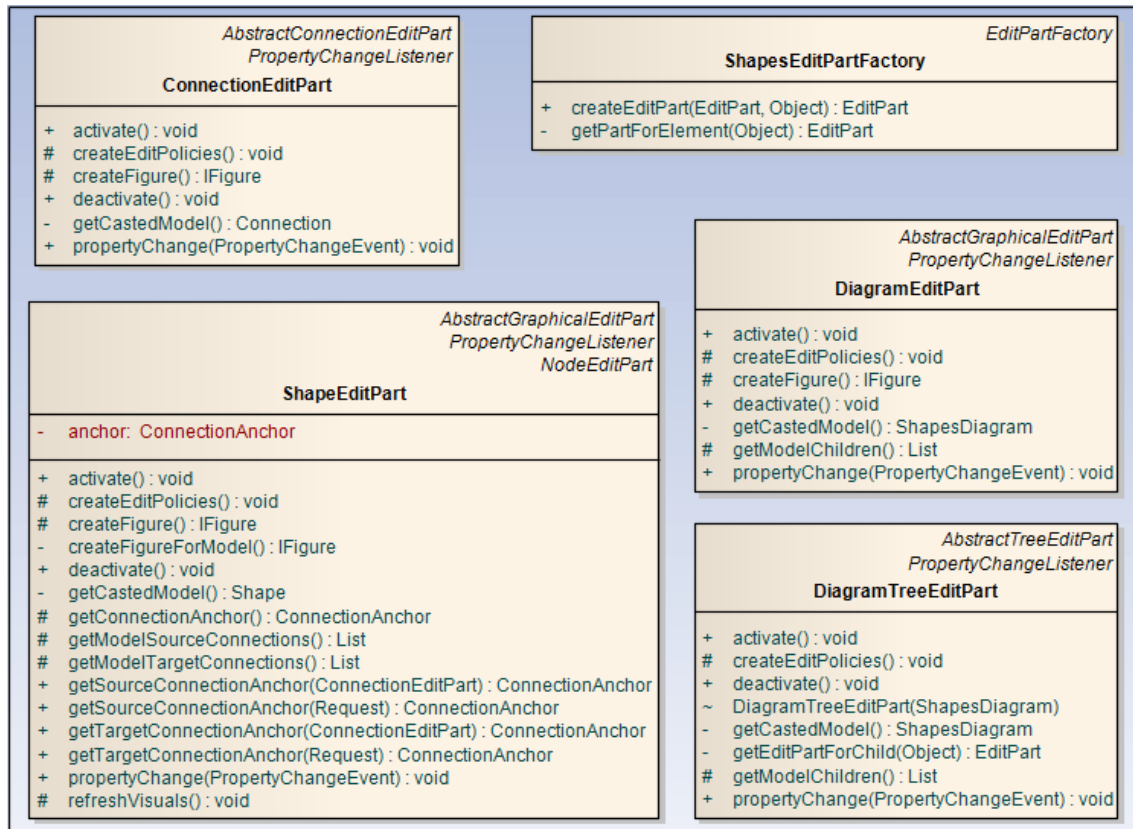 AbstractConnectionEditPart
PropertyChangeListener
ConnectionEditPart
+ activate() : void
# createEditPolicies() : void
# createFigure() : IFigure
+ deactivate() : void
- getCastedModel() : Connection
+ propertyChange(PropertyChangeEvent) : void
EditPartFactory
ShapesEditPartFactory
+ createEditPart(EditPart, Object) : EditPart
- getPartForElement(Object) : EditPart
AbstractGraphicalEditPart
PropertyChangeListener
DiagramEditPart
+ activate() : void
# createEditPolicies() : void
# createFigure() : IFigure
+ deactivate() : void
- getCastedModel() : ShapesDiagram
# getModelChildren() : List
+ propertyChange(PropertyChangeEvent) : void
AbstractGraphicalEditPart
PropertyChangeListener
NodeEditPart
ShapeEditPart
- anchor: ConnectionAnchor
+ activate() : void
# createEditPolicies() : void
# createFigure() : IFigure
- createFigureForModel() : IFigure
+ deactivate() : void
- getCastedModel() : Shape
# getConnectionAnchor() : ConnectionAnchor
# getModelSourceConnections() : List
# getModelTargetConnections() : List
+ getSourceConnectionAnchor(ConnectionEditPart) : ConnectionAnchor
+ getSourceConnectionAnchor(Request) : ConnectionAnchor
+ getTargetConnectionAnchor(ConnectionEditPart) : ConnectionAnchor
+ getTargetConnectionAnchor(Request) : ConnectionAnchor
+ propertyChange(PropertyChangeEvent) : void
# refreshVisuals() : void
AbstractTreeEditPart
PropertyChangeListener
DiagramTreeEditPart
+ activate() : void
# createEditPolicies() : void
+ deactivate() : void
~ DiagramTreeEditPart(ShapesDiagram)
- getCastedModel() : ShapesDiagram
- getEditPartForChild(Object) : EditPart
# getModelChildren() : List
+ propertyChange(PropertyChangeEvent) : void